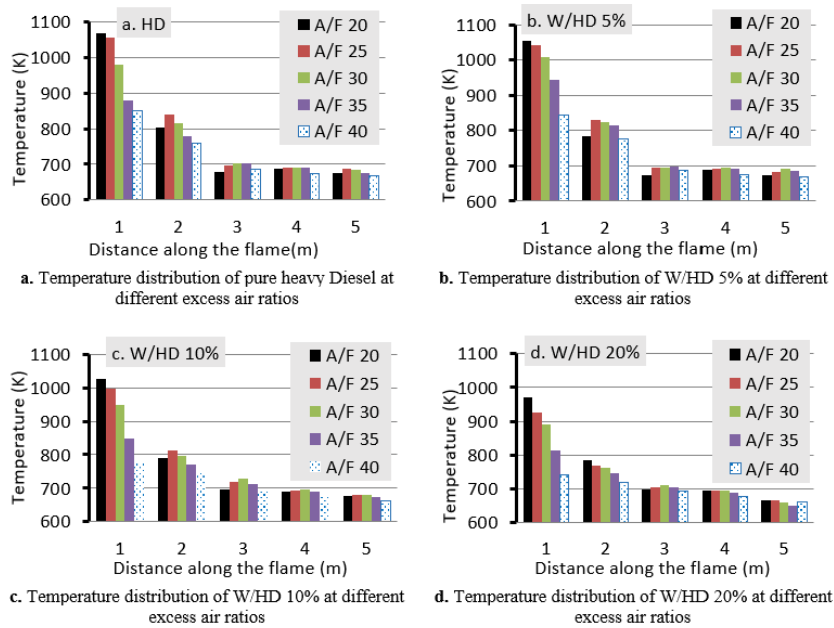 a. HD
A/F 20
A/F 25
A/F 30
A/F 35
A/F 40
Temperature (K)
1100
1000
900
800
700
600
1 2 3 4 5
Distance along the flame(m)
a. Temperature distribution of pure heavy Diesel at
different excess air ratios
b. W/HD 5%
A/F 20
A/F 25
A/F 30
A/F 35
A/F 40
Temperature (K)
1100
1000
900
800
700
600
1 2 3 4 5
Distance along the flame (m)
b. Temperature distribution of W/HD 5% at different
excess air ratios
c. W/HD 10%
A/F 20
A/F 25
A/F 30
A/F 35
A/F 40
Temperature (K)
1100
1000
900
800
700
600
1 2 3 4 5
Distance along the flame (m)
c. Temperature distribution of W/HD 10% at different
excess air ratios
d. W/HD 20%
A/F 20
A/F 25
A/F 30
A/F 35
A/F 40
Temperature (K)
1100
1000
900
800
700
600
1 2 3 4 5
Distance along the flame (m)
d. Temperature distribution of W/HD 20% at different
excess air ratios